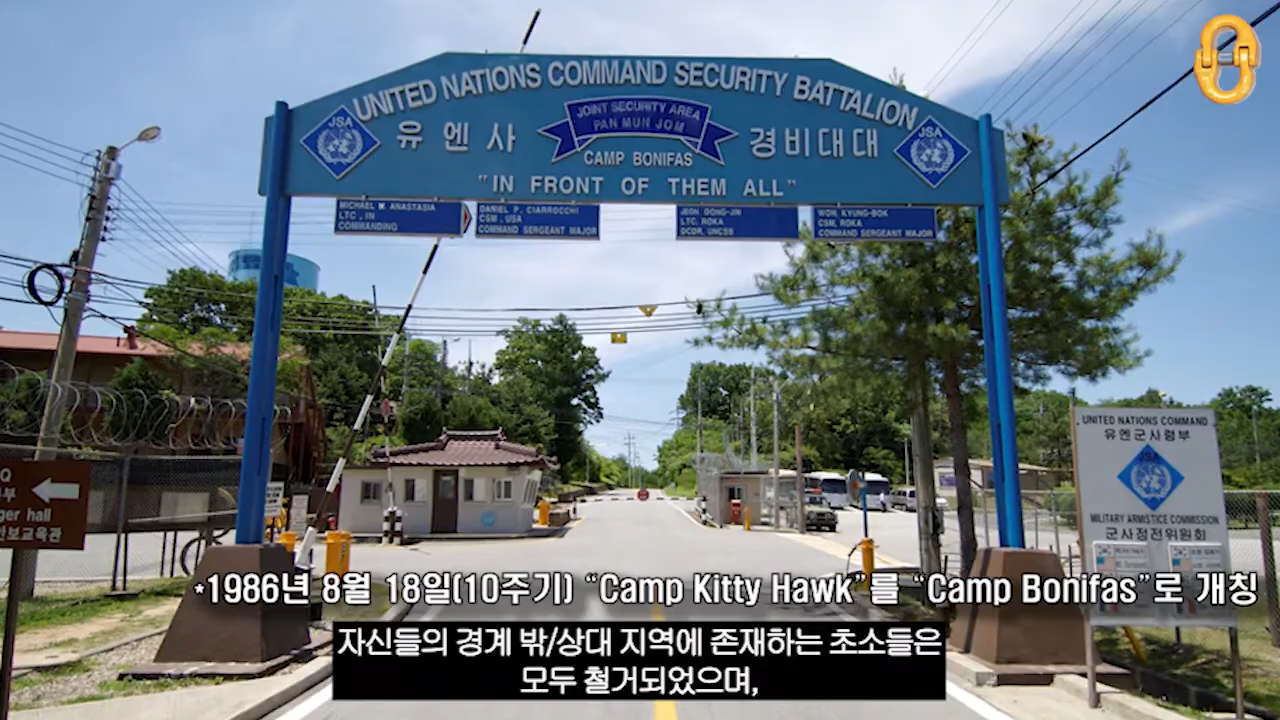 UNITED NATIONS COMMAND SECURITY BATTALION
JSA
JSA
JOINT SECURITY AREA
PAN MUN JOM
유엔사
경비대대
CAMP BONIFAS
"IN FRONT OF THEM ALL"
MICHAEL W. ANASTASIA
LTC , IN
COMMANDING
DANIEL P. CIARROCCHI
CSM , USA
COMMAND SERGEANT MAJOR
JEON DONG-JIN
LTC, ROKA
DCDR, UNCSB
WOH, KYUNG-BOK
CSM, ROKA
COMMAND SERGEANT MAJOR
UNITED NATIONS COMMAND
유엔군사령부
JSA
MILITARY ARMISTICE COMMISSION
군사정전위원회
*1986년 8월 18일(10주기) “Camp Kitty Hawk”를 “Camp Bonifas”로 개칭
자신들의 경계 밖/상대 지역에 존재하는 초소들은
모두 철거되었으며,